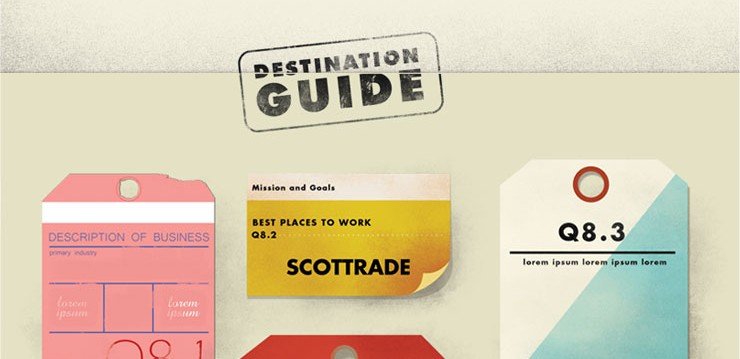 DESTINATION
GUIDE
DESCRIPTION OF BUSINESS
primary industry
lorem
ipsum
lorem
ipsum
Q8.1
Mission and Goals
BEST PLACES TO WORK
Q8.2
SCOTTRADE
Q8.3
lorem ipsum lorem ipsum lorem